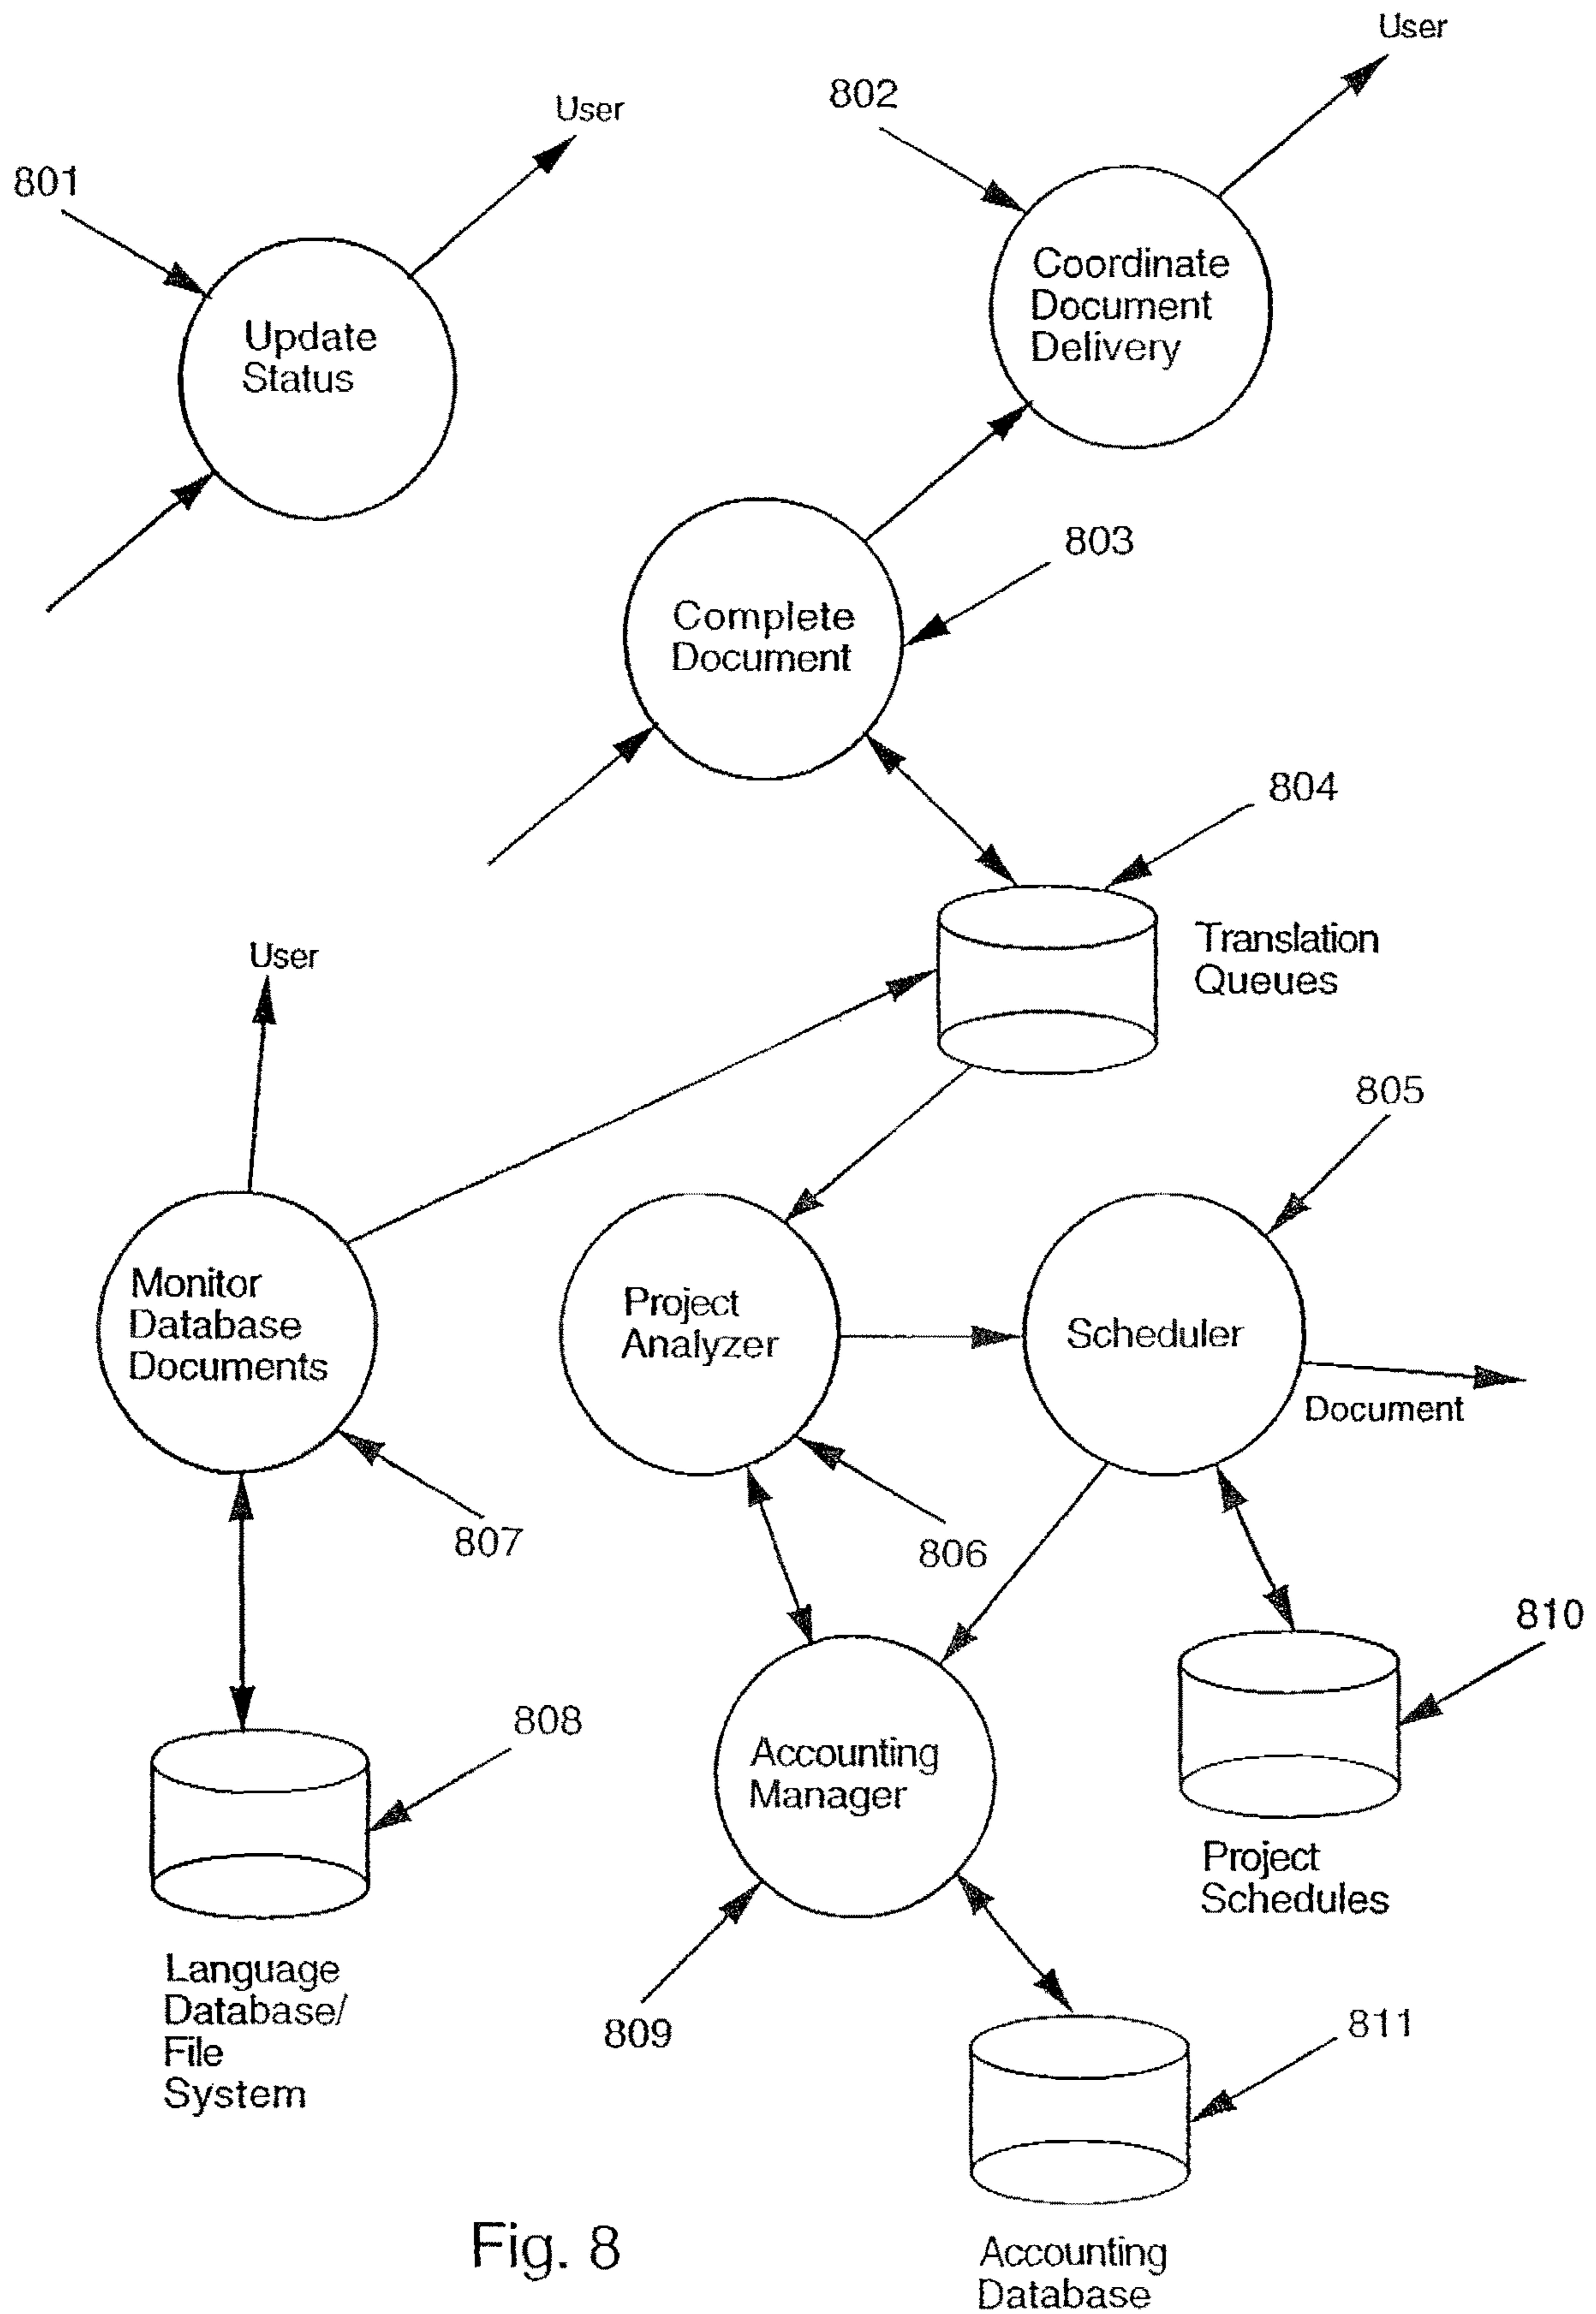 User
User
802
801
Coordinate
Document
Delivery
Update
Status
803
Complete
Document
804
Translation
Queues
User
805
Monitor
Database
Documents
Project
Analyzer
Scheduler
Document
807
806
810
808
Accounting
Manager
Project
Schedules
Language
Database/
File
System
809
811
Fig. 8
Accounting
Database